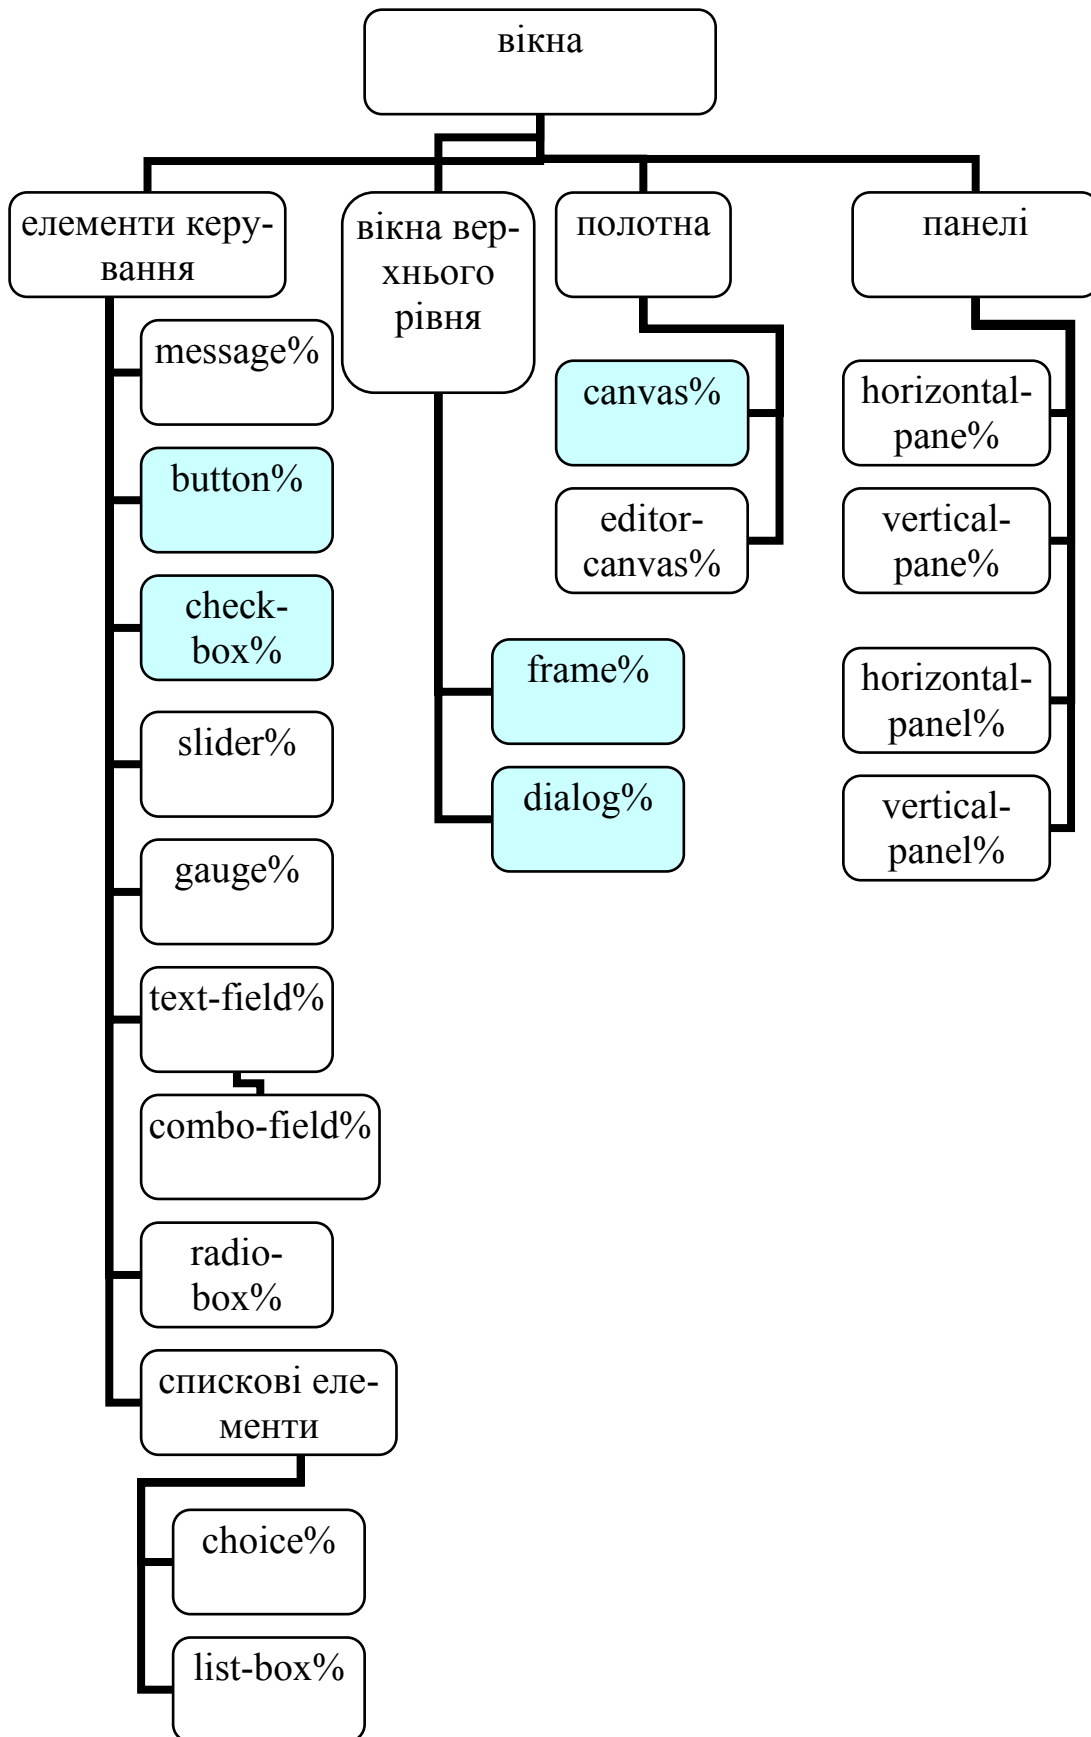 вікна
елементи керу-
вання
вікна вер-
хнього
рівня
полотна
панелі
message%
button%
check-
box%
slider%
gauge%
text-field%
combo-field%
radio-
box%
спискові еле-
менти
choice%
list-box%
frame%
dialog%
canvas%
editor-
canvas%
horizontal-
pane%
vertical-
pane%
horizontal-
panel%
vertical-
panel%